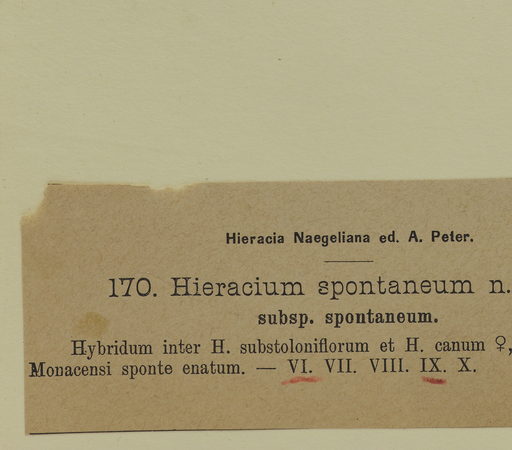 Hieracia Naegeliana ed. A. Peter.
170. Hieracium spontaneum n.
subsp. spontaneum.
Hybridum inter H. substoloniflorum et H. canum ♀,
Monacensi sponte enatum. — VI. VII. VIII. IX. X.